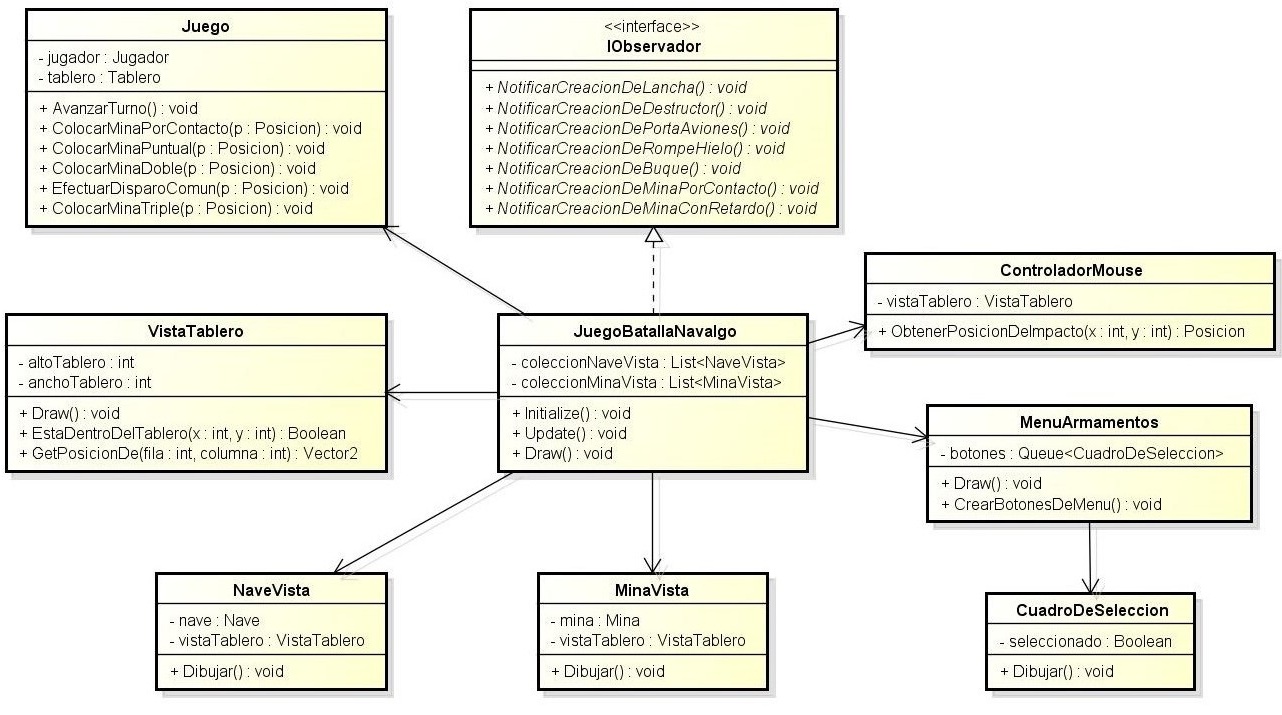 Juego
- jugador : Jugador
- tablero : Tablero
+ AvanzarTurno() : void
+ ColocarMinaPorContacto(p : Posicion) : void
+ ColocarMinaPuntual(p : Posicion) : void
+ ColocarMinaDoble(p : Posicion) : void
+ EfectuarDisparoComun(p : Posicion) : void
+ ColocarMinaTriple(p : Posicion) : void
<<interface>>
IObservador
+ NotificarCreacionDeLancha() : void
+ NotificarCreacionDeDestructor() : void
+ NotificarCreacionDePortaAviones() : void
+ NotificarCreacionDeRompeHielo() : void
+ NotificarCreacionDeBuque() : void
+ NotificarCreacionDeMinaPorContacto() : void
+ NotificarCreacionDeMinaConRetardo() : void
ControladorMouse
- vistaTablero : VistaTablero
+ ObtenerPosicionDeImpacto(x : int, y : int) : Posicion
VistaTablero
- altoTablero : int
- anchoTablero : int
+ Draw() : void
+ EstaDentroDelTablero(x : int, y : int) : Boolean
+ GetPosicionDe(fila : int, columna : int) : Vector2
JuegoBatallaNavalgo
- coleccionNaveVista : List<NaveVista>
- coleccionMinaVista : List<MinaVista>
+ Initialize() : void
+ Update() : void
+ Draw() : void
MenuArmamentos
- botones : Queue<CuadroDeSeleccion>
+ Draw() : void
+ CrearBotonesDeMenu() : void
NaveVista
- nave : Nave
- vistaTablero : VistaTablero
+ Dibujar() : void
MinaVista
- mina : Mina
- vistaTablero : VistaTablero
+ Dibujar() : void
CuadroDeSeleccion
- seleccionado : Boolean
+ Dibujar() : void